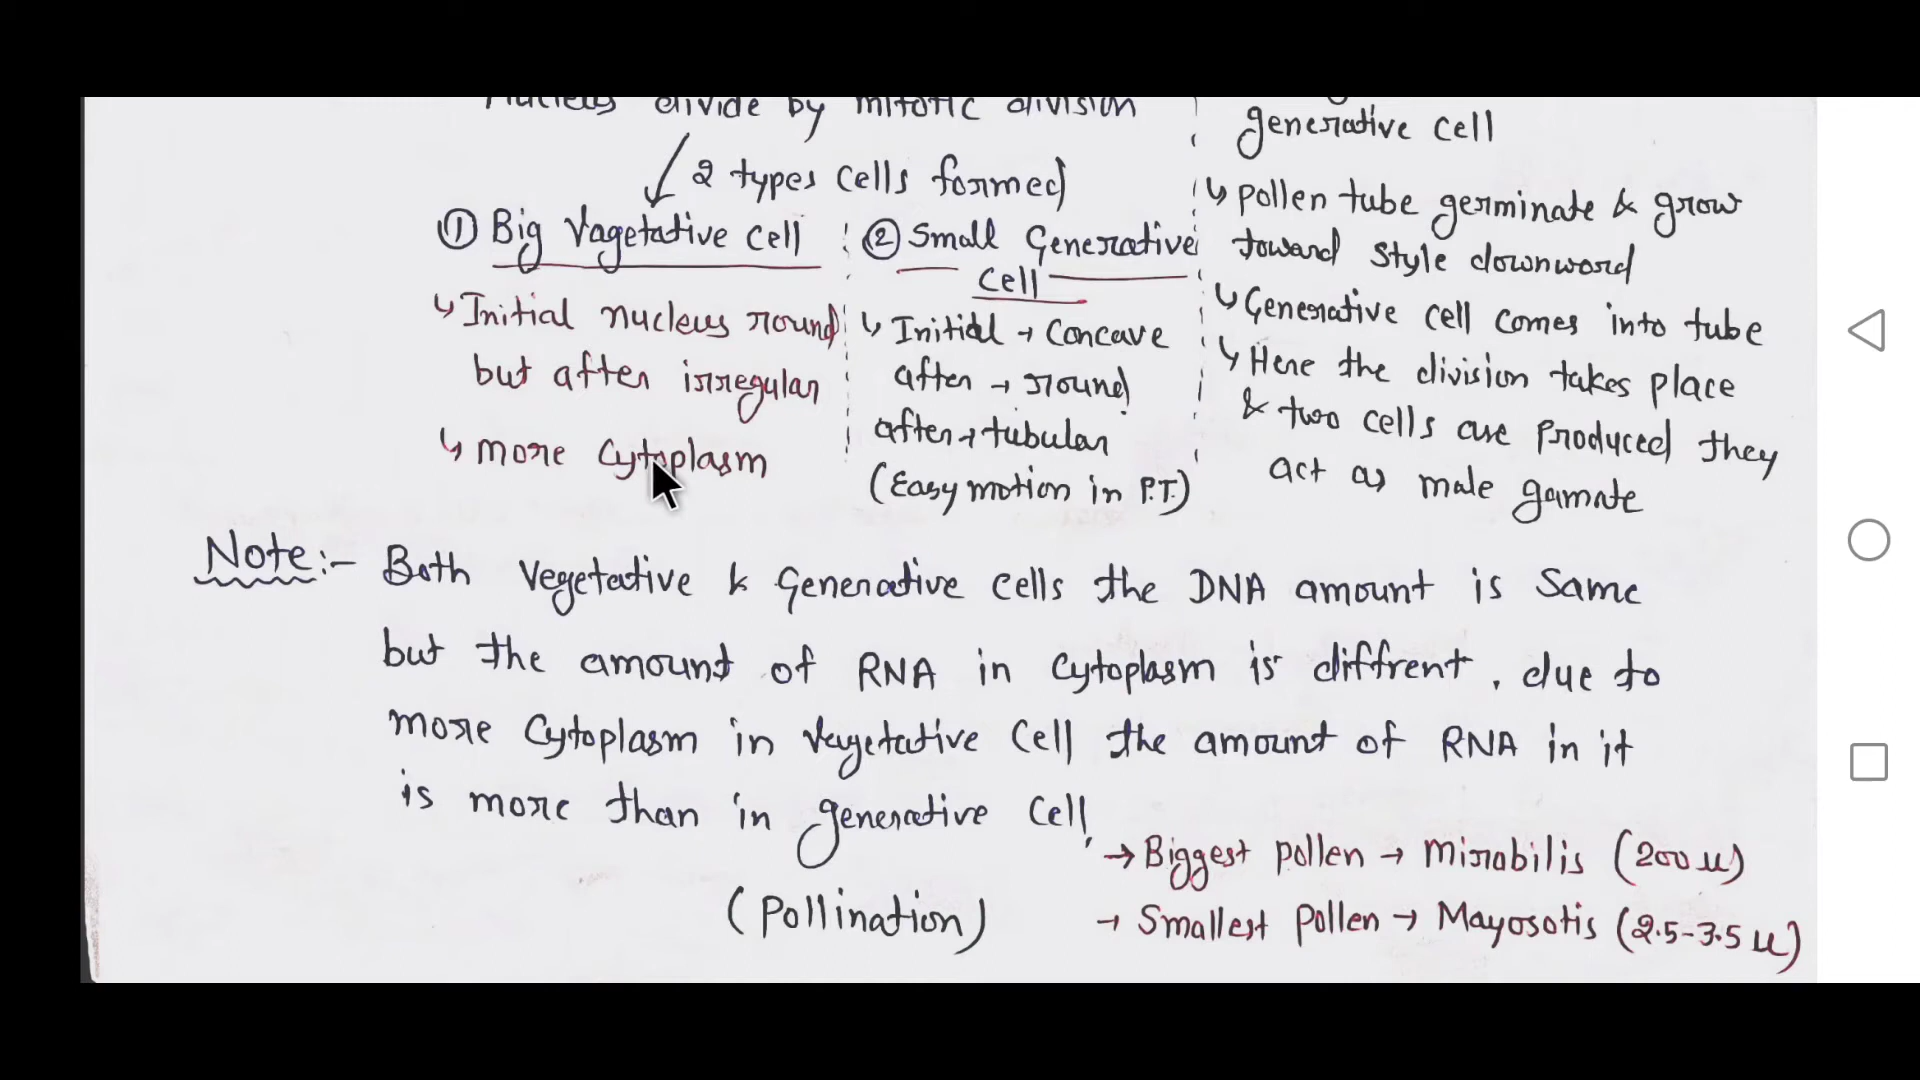 Nucleus divide by mitotic division
2 types cells formed
① Big Vagetative cell
↳ Initial nucleus round
but after irregular
↳ more Cytoplasm
② Small Generative
Cell
↳ Initial → Concave
after → round
after → tubular
(Easy motion in P.T.)
generative cell
↳ pollen tube germinate & grow
toward style downword
↳ Generative cell comes into tube
↳ Here the division takes place
& two cells are produced they
act as male gamate
Note:- Both Vegetative & Generative cells the DNA amount is same
but the amount of RNA in cytoplasm is diffrent, due to
more Cytoplasm in Vegetative Cell the amount of RNA in it
is more than in generative cell,
→ Biggest pollen → Mirabilis (200 u)
→ Smallest pollen → Mayosotis (2.5-3.5 u)
(Pollination)